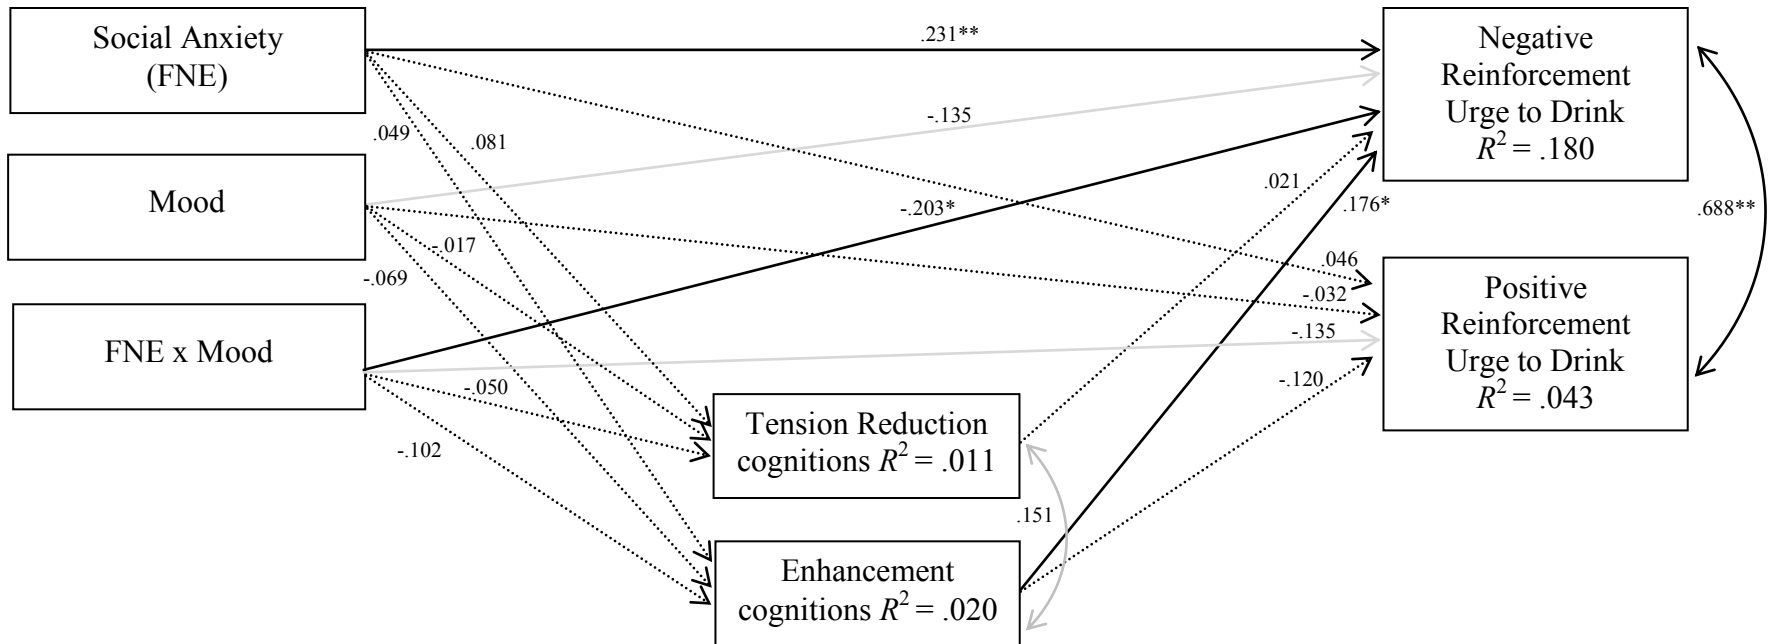 Social Anxiety
(FNE)
Mood
FNE x Mood
Tension Reduction
cognitions R² = .011
Enhancement
cognitions R² = .020
Negative
Reinforcement
Urge to Drink
R² = .180
Positive
Reinforcement
Urge to Drink
R² = .043
.231**
-.135
.049
.081
-.203*
.021
.176*
.688**
-.017
-.069
.046
-.032
-.135
-.050
-.120
-.102
.151